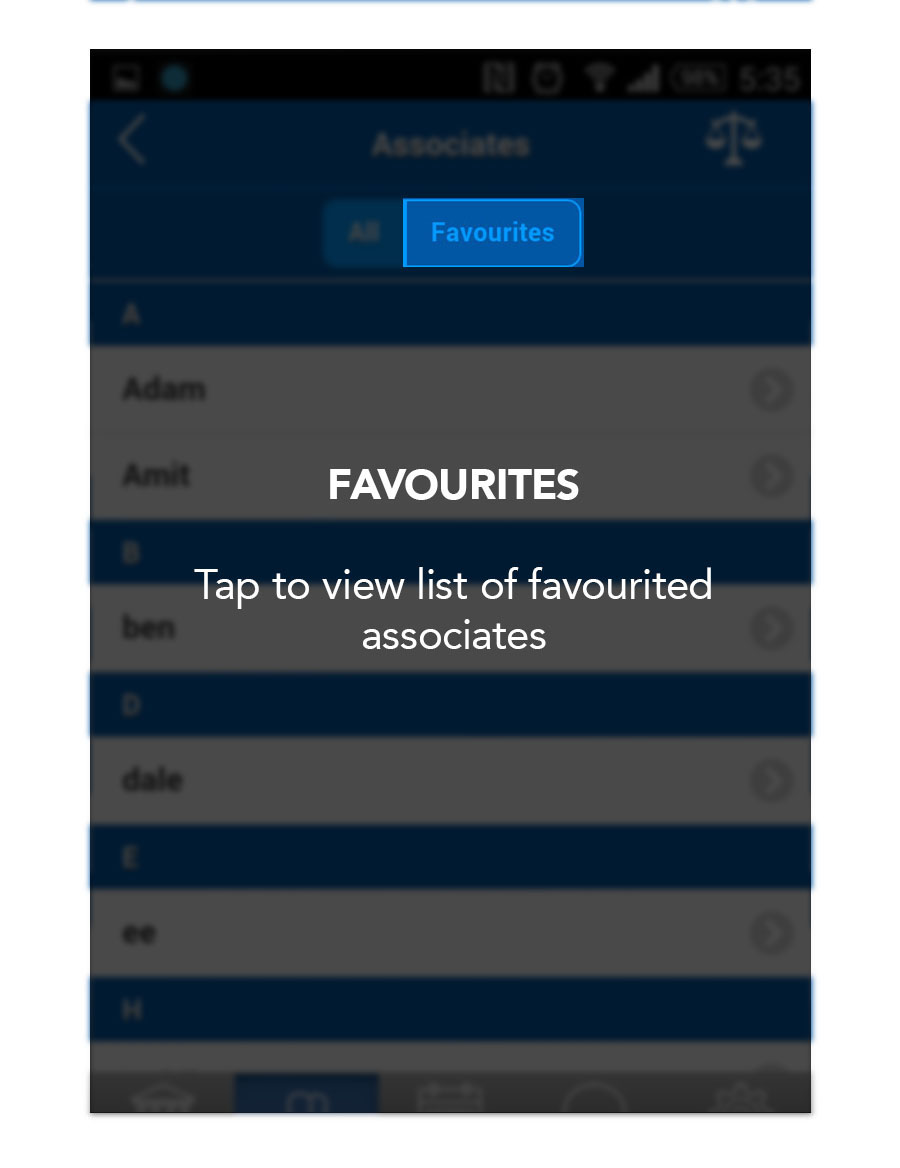 98% 5:35
Associates
All Favourites
A
Adam
Amit
FAVOURITES
B
Tap to view list of favourited
ben
associates
D
dale
E
ee
H